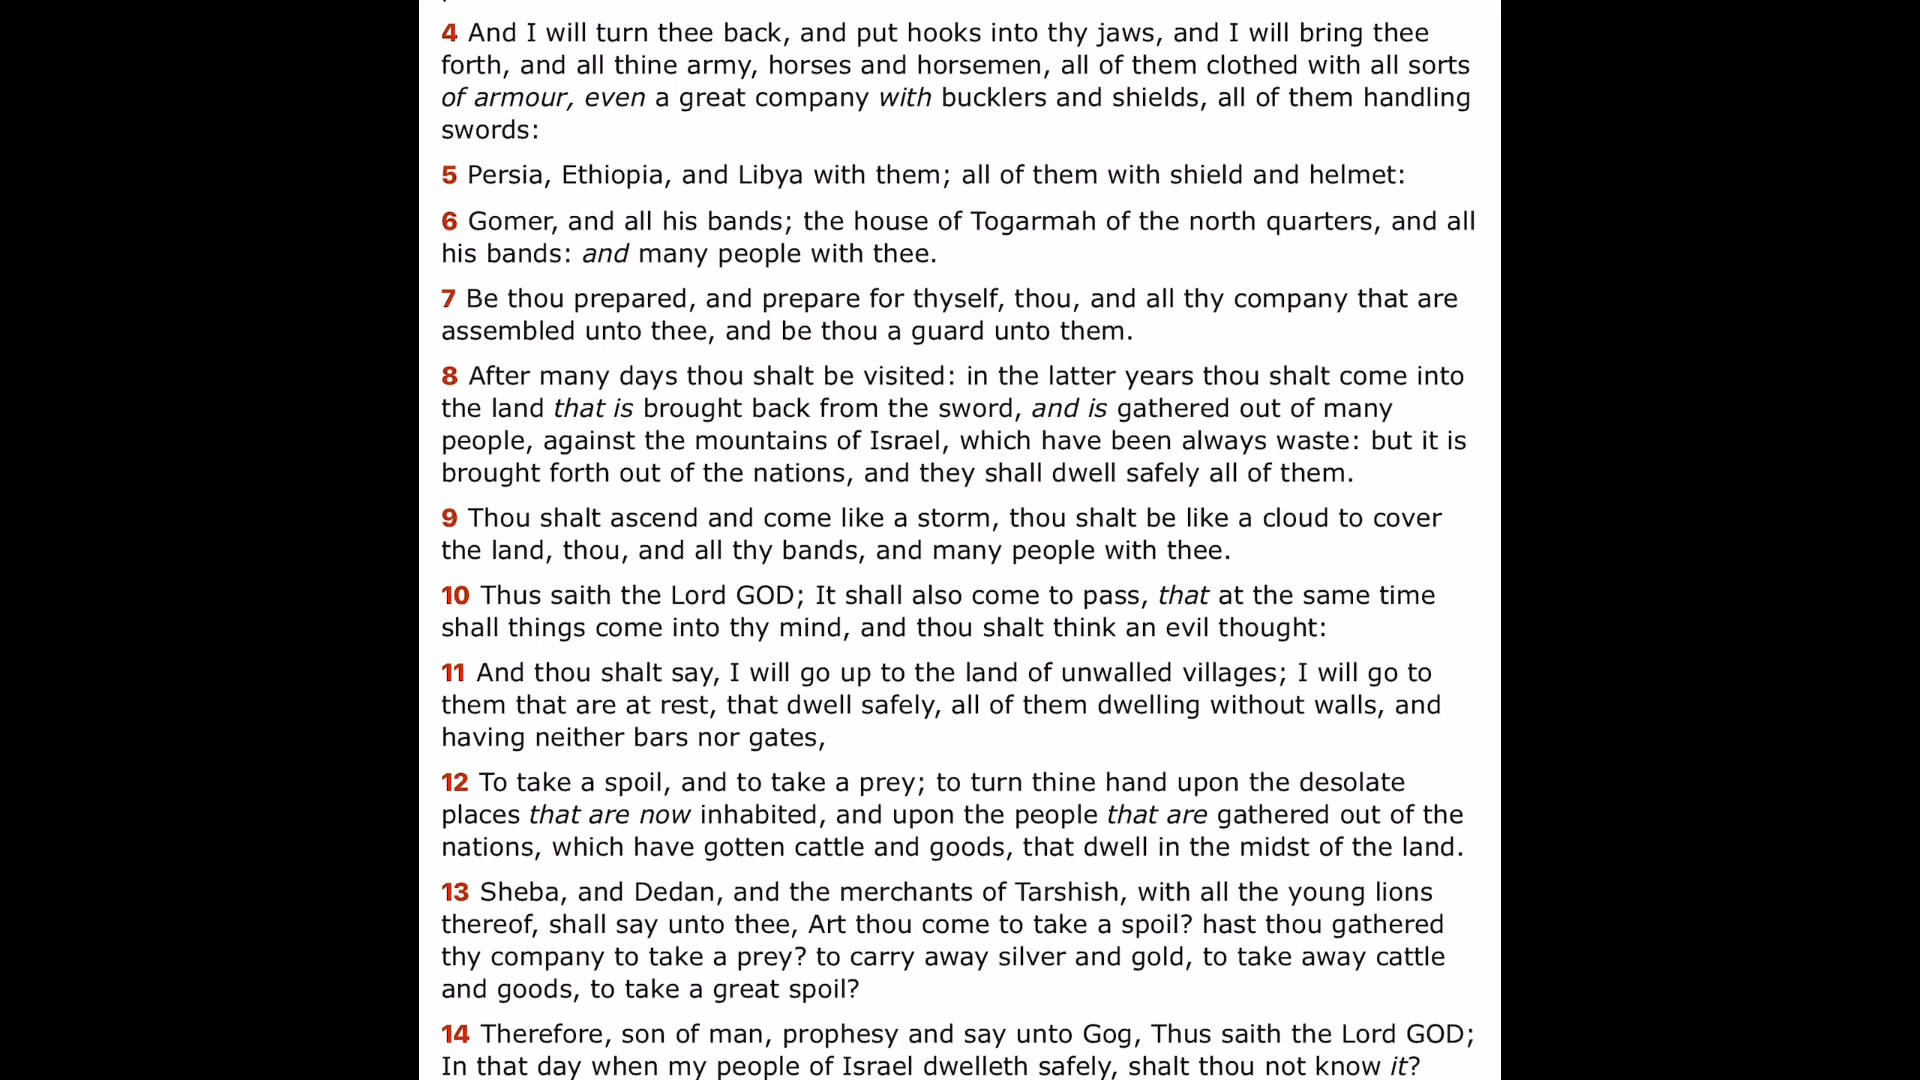 4 And I will turn thee back, and put hooks into thy jaws, and I will bring thee
forth, and all thine army, horses and horsemen, all of them clothed with all sorts
of armour, even a great company with bucklers and shields, all of them handling
swords:
5 Persia, Ethiopia, and Libya with them; all of them with shield and helmet:
6 Gomer, and all his bands; the house of Togarmah of the north quarters, and all
his bands: and many people with thee.
7 Be thou prepared, and prepare for thyself, thou, and all thy company that are
assembled unto thee, and be thou a guard unto them.
8 After many days thou shalt be visited: in the latter years thou shalt come into
the land that is brought back from the sword, and is gathered out of many
people, against the mountains of Israel, which have been always waste: but it is
brought forth out of the nations, and they shall dwell safely all of them.
9 Thou shalt ascend and come like a storm, thou shalt be like a cloud to cover
the land, thou, and all thy bands, and many people with thee.
10 Thus saith the Lord GOD; It shall also come to pass, that at the same time
shall things come into thy mind, and thou shalt think an evil thought:
11 And thou shalt say, I will go up to the land of unwalled villages; I will go to
them that are at rest, that dwell safely, all of them dwelling without walls, and
having neither bars nor gates,
12 To take a spoil, and to take a prey; to turn thine hand upon the desolate
places that are now inhabited, and upon the people that are gathered out of the
nations, which have gotten cattle and goods, that dwell in the midst of the land.
13 Sheba, and Dedan, and the merchants of Tarshish, with all the young lions
thereof, shall say unto thee, Art thou come to take a spoil? hast thou gathered
thy company to take a prey? to carry away silver and gold, to take away cattle
and goods, to take a great spoil?
14 Therefore, son of man, prophesy and say unto Gog, Thus saith the Lord GOD;
In that day when my people of Israel dwelleth safely, shalt thou not know it?